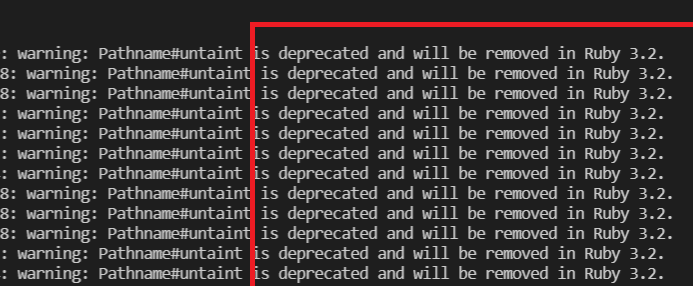 : warning: Pathname#untaint is deprecated and will be removed in Ruby 3.2.
8: warning: Pathname#untaint is deprecated and will be removed in Ruby 3.2.
8: warning: Pathname#untaint is deprecated and will be removed in Ruby 3.2.
: warning: Pathname#untaint is deprecated and will be removed in Ruby 3.2.
: warning: Pathname#untaint is deprecated and will be removed in Ruby 3.2.
: warning: Pathname#untaint is deprecated and will be removed in Ruby 3.2.
: warning: Pathname#untaint is deprecated and will be removed in Ruby 3.2.
8: warning: Pathname#untaint is deprecated and will be removed in Ruby 3.2.
8: warning: Pathname#untaint is deprecated and will be removed in Ruby 3.2.
8: warning: Pathname#untaint is deprecated and will be removed in Ruby 3.2.
: warning: Pathname#untaint is deprecated and will be removed in Ruby 3.2.
: warning: Pathname#untaint is deprecated and will be removed in Ruby 3.2.